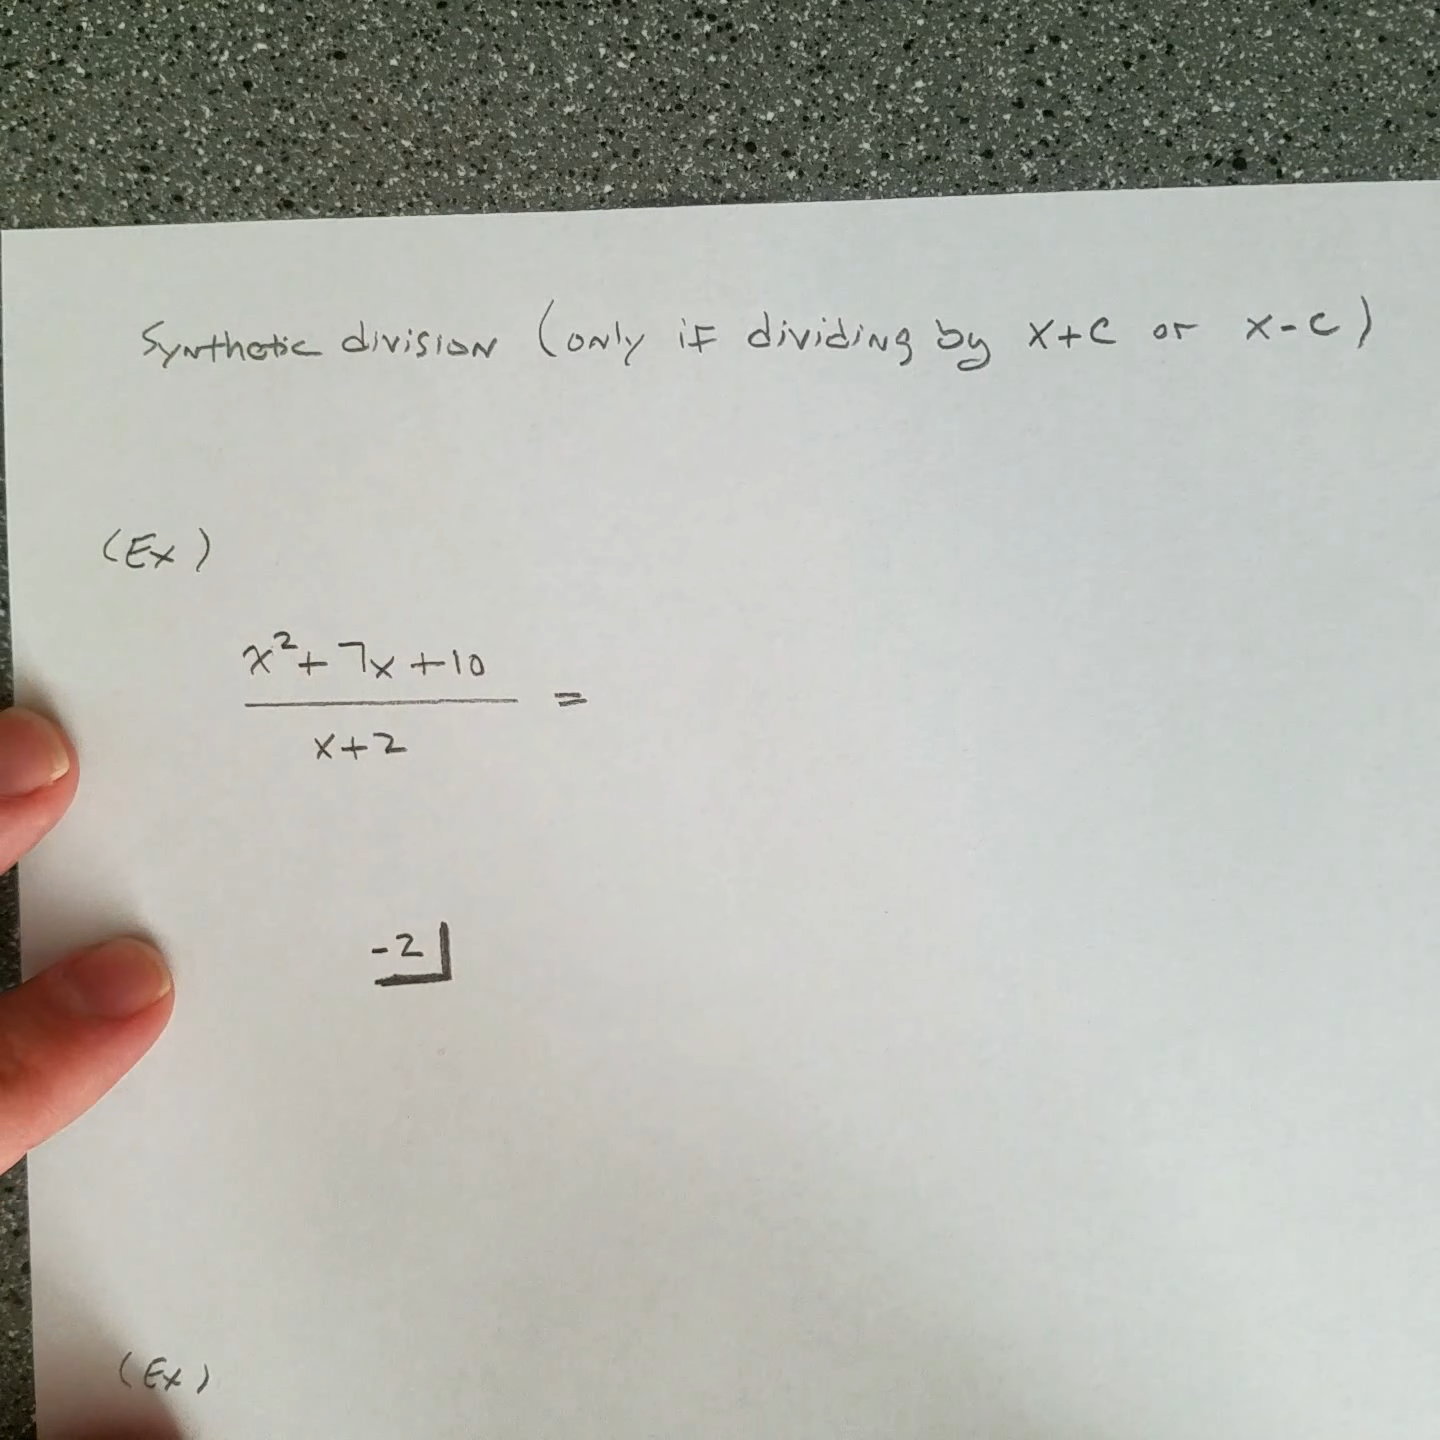 Synthetic division (only if dividing by x+c or x-c)
(Ex)
x²+ 7x +10
=
x+2
-2
(Ex)